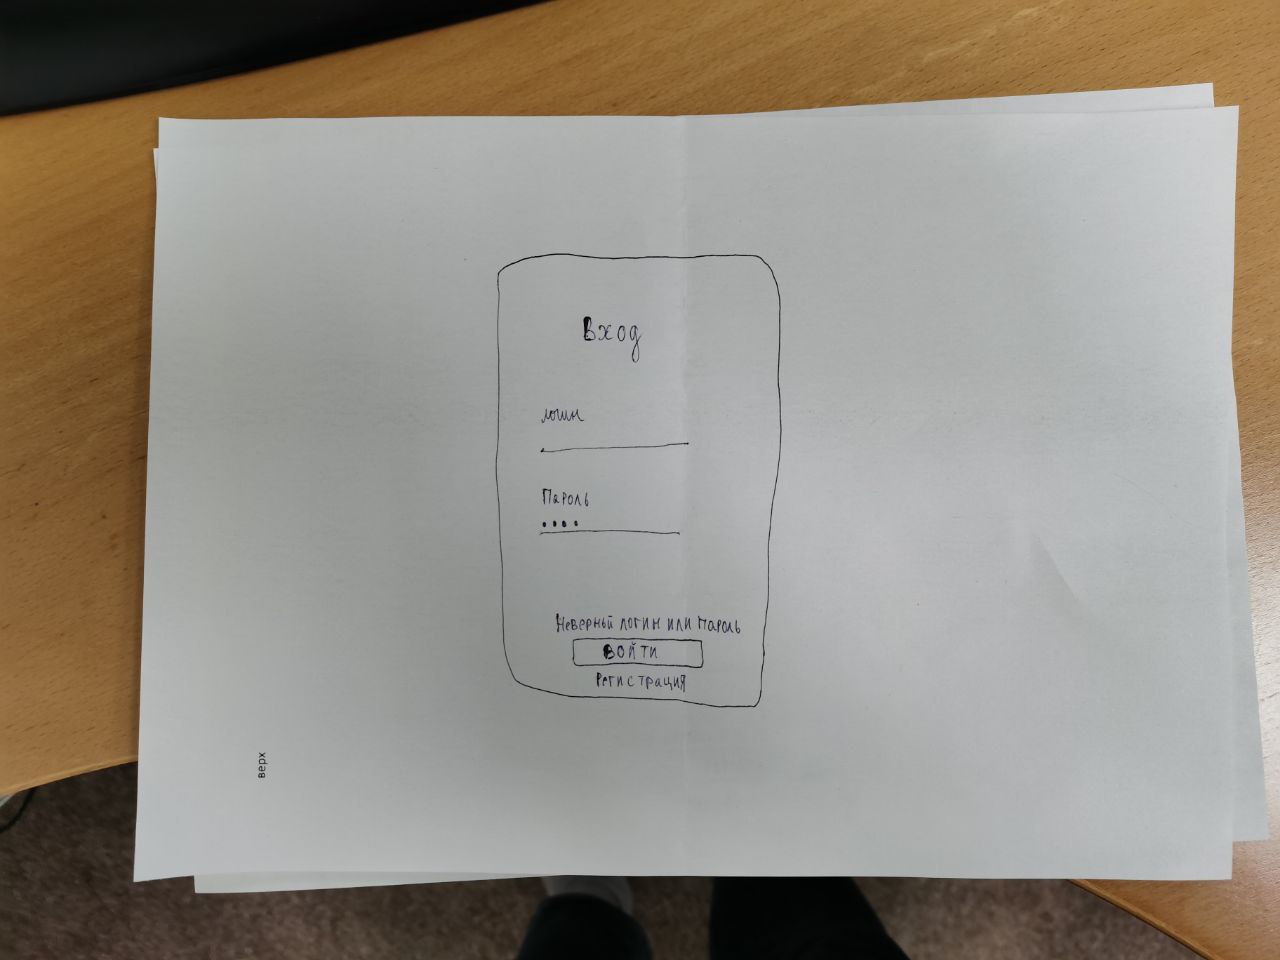 Вход
логин
Пароль
••••
Неверный логин или пароль
ВОЙТИ
Регистрация
верх